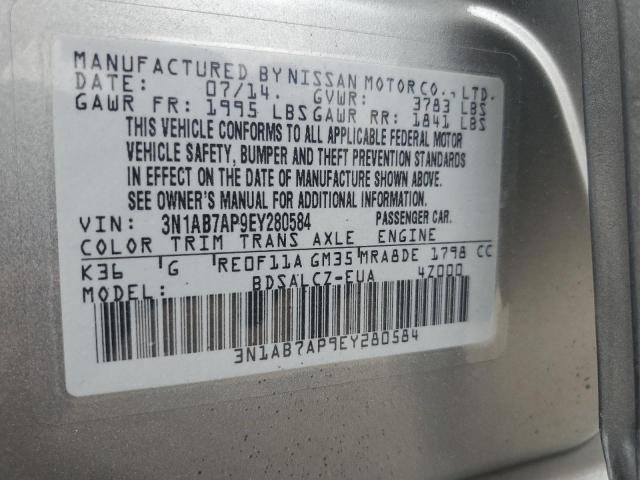 MANUFACTURED BY NISSAN MOTOR CO., LTD.
DATE: 07/14. GVWR: 3783 LBS
GAWR FR: 1995 LBS GAWR RR: 1841 LBS
THIS VEHICLE CONFORMS TO ALL APPLICABLE FEDERAL MOTOR
VEHICLE SAFETY, BUMPER AND THEFT PREVENTION STANDARDS
IN EFFECT ON THE DATE OF MANUFACTURE SHOWN ABOVE.
SEE OWNER'S MANUAL FOR ADDITIONAL INFORMATION.
VIN: 3N1AB7AP9EY280584 PASSENGER CAR.
COLOR TRIM TRANS AXLE ENGINE
K36 G RE0F11A GM35 MRA8DE 1798 CC
MODEL: BDSALCZ-EUA 4Z000
3N1AB7AP9EY280584